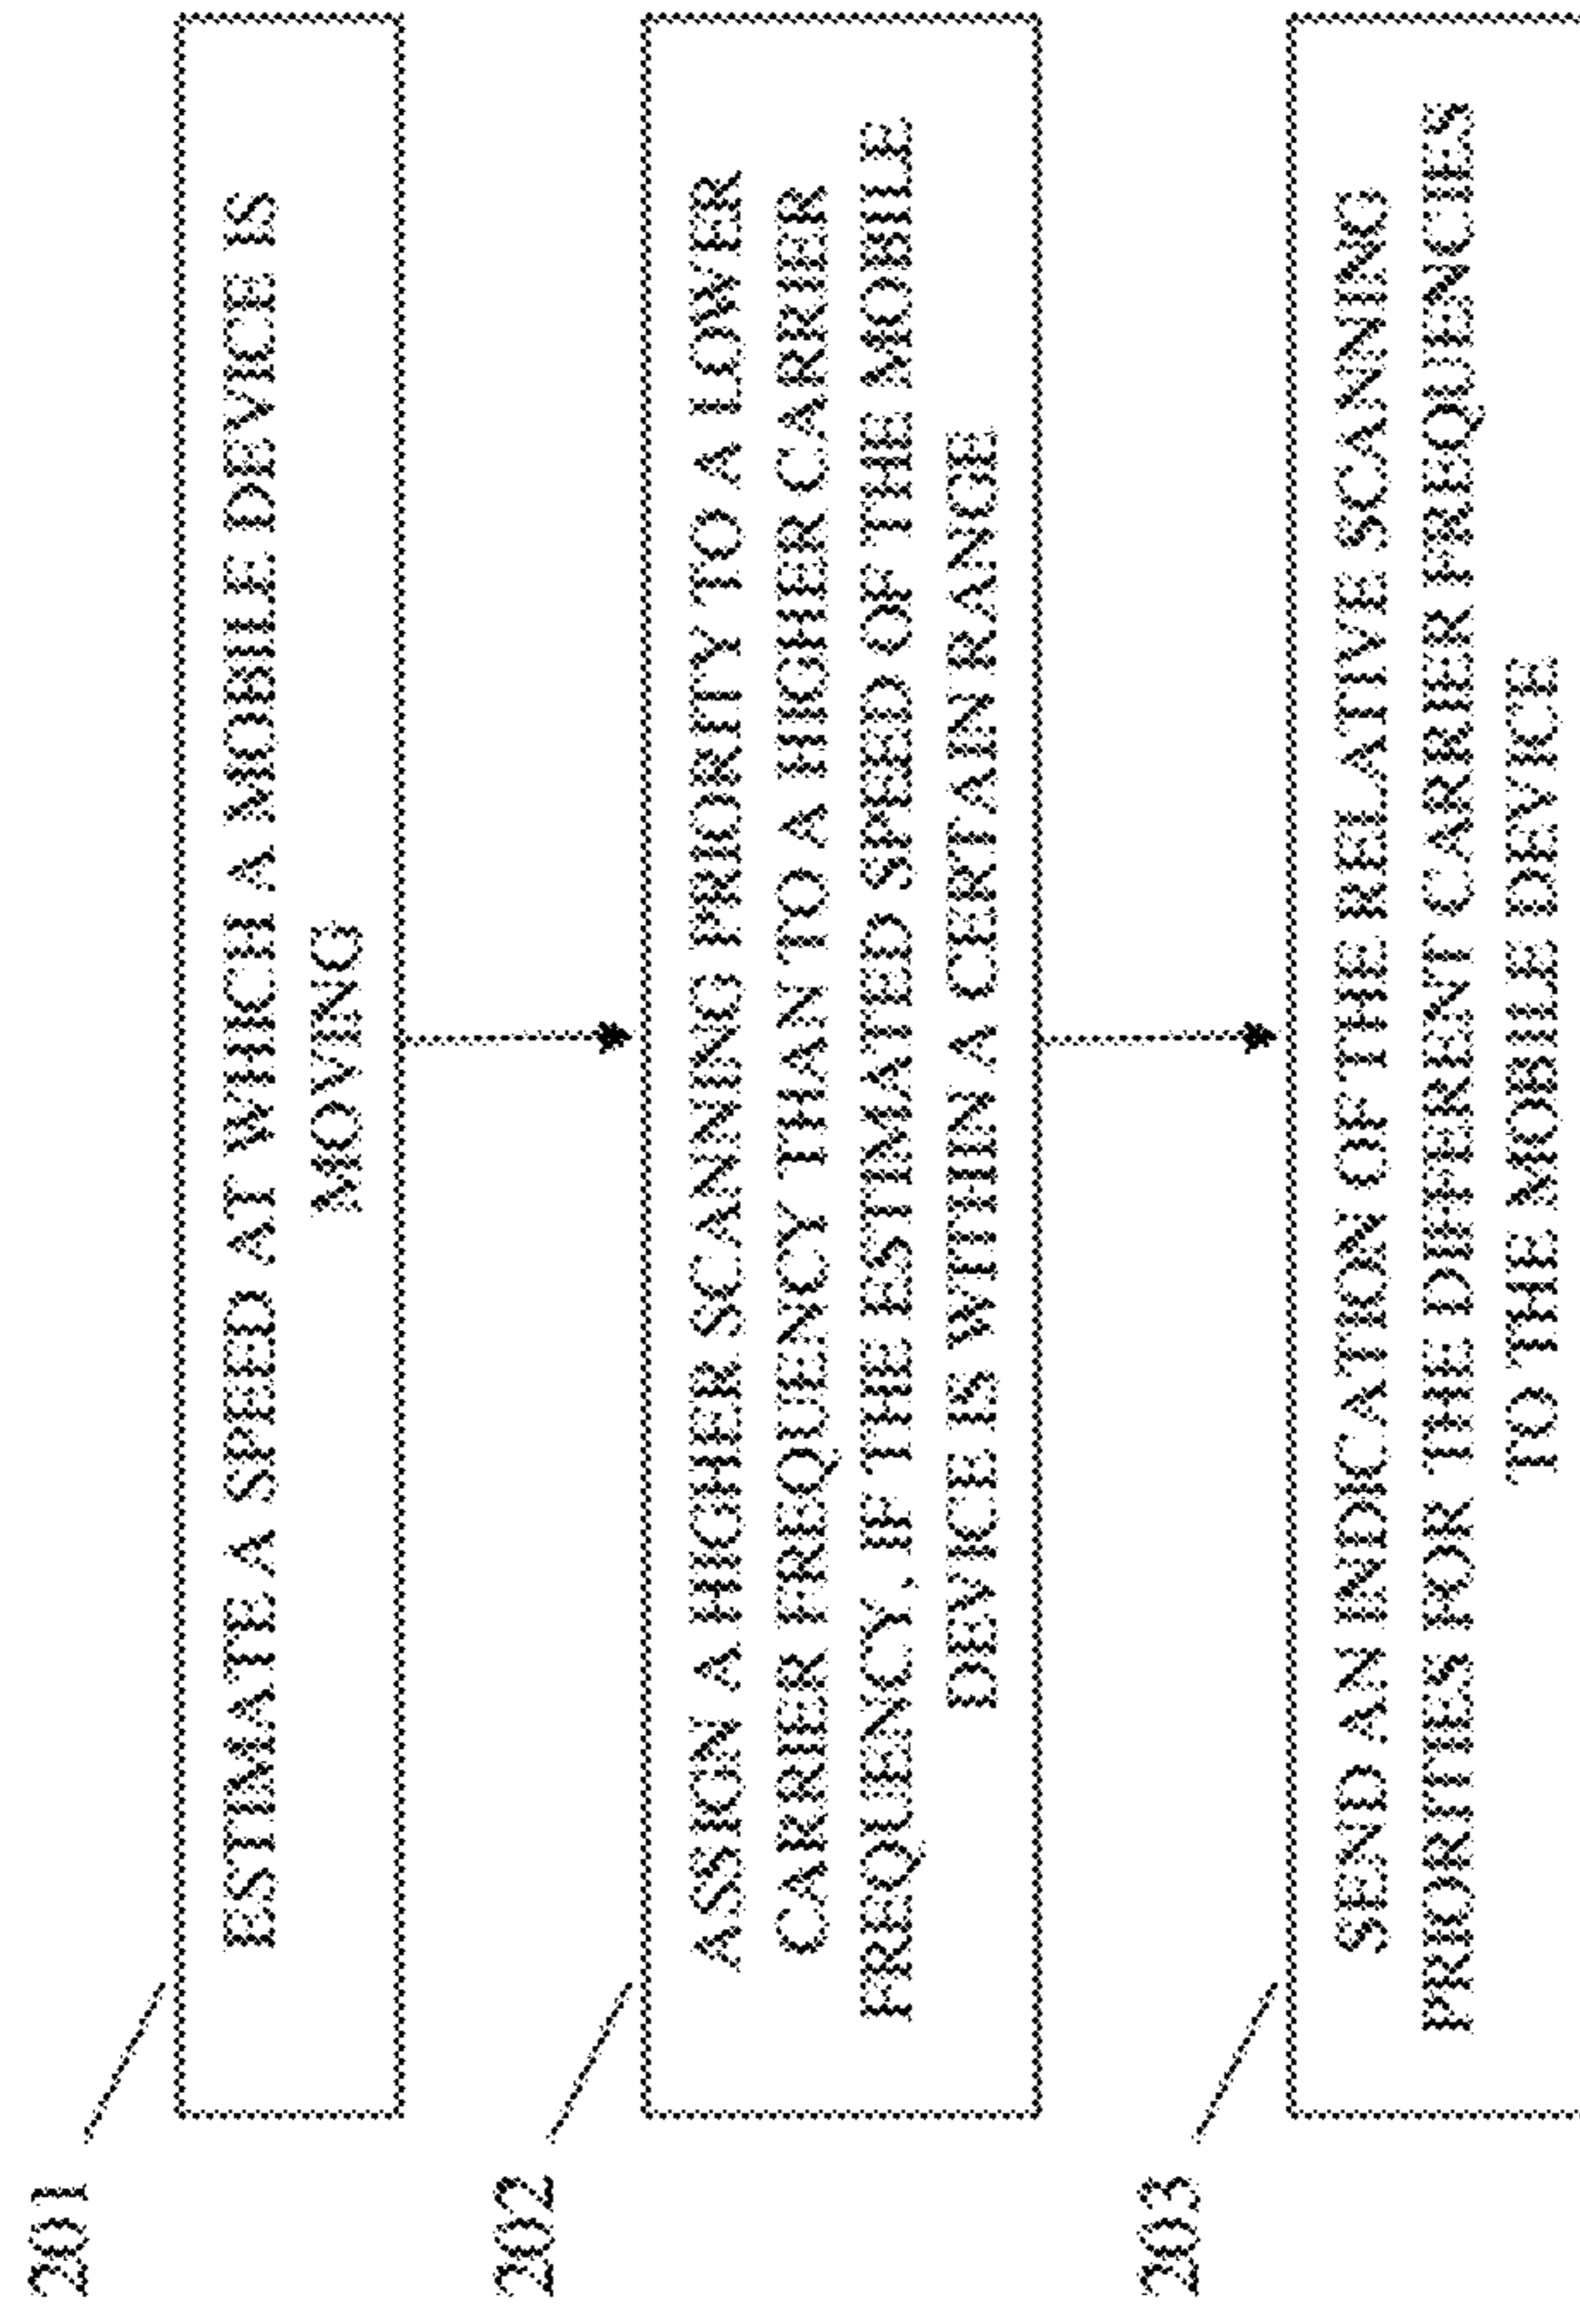 201
ESTIMATE A SPEED AT WHICH A MOBILE DEVICE IS
MOVING
202
ASSIGN A HIGHER SCANNING PRIORITY TO A LOWER
CARRIER FREQUENCY THAN TO A HIGHER CARRIER
FREQUENCY, IF THE ESTIMATED SPEED OF THE MOBILE
DEVICE IS WITHIN A CERTAIN RANGE
203
SEND AN INDICATION OF THE RELATIVE SCANNING
PRIORITIES FOR THE DIFFERENT CARRIER FREQUENCIES
TO THE MOBILE DEVICE